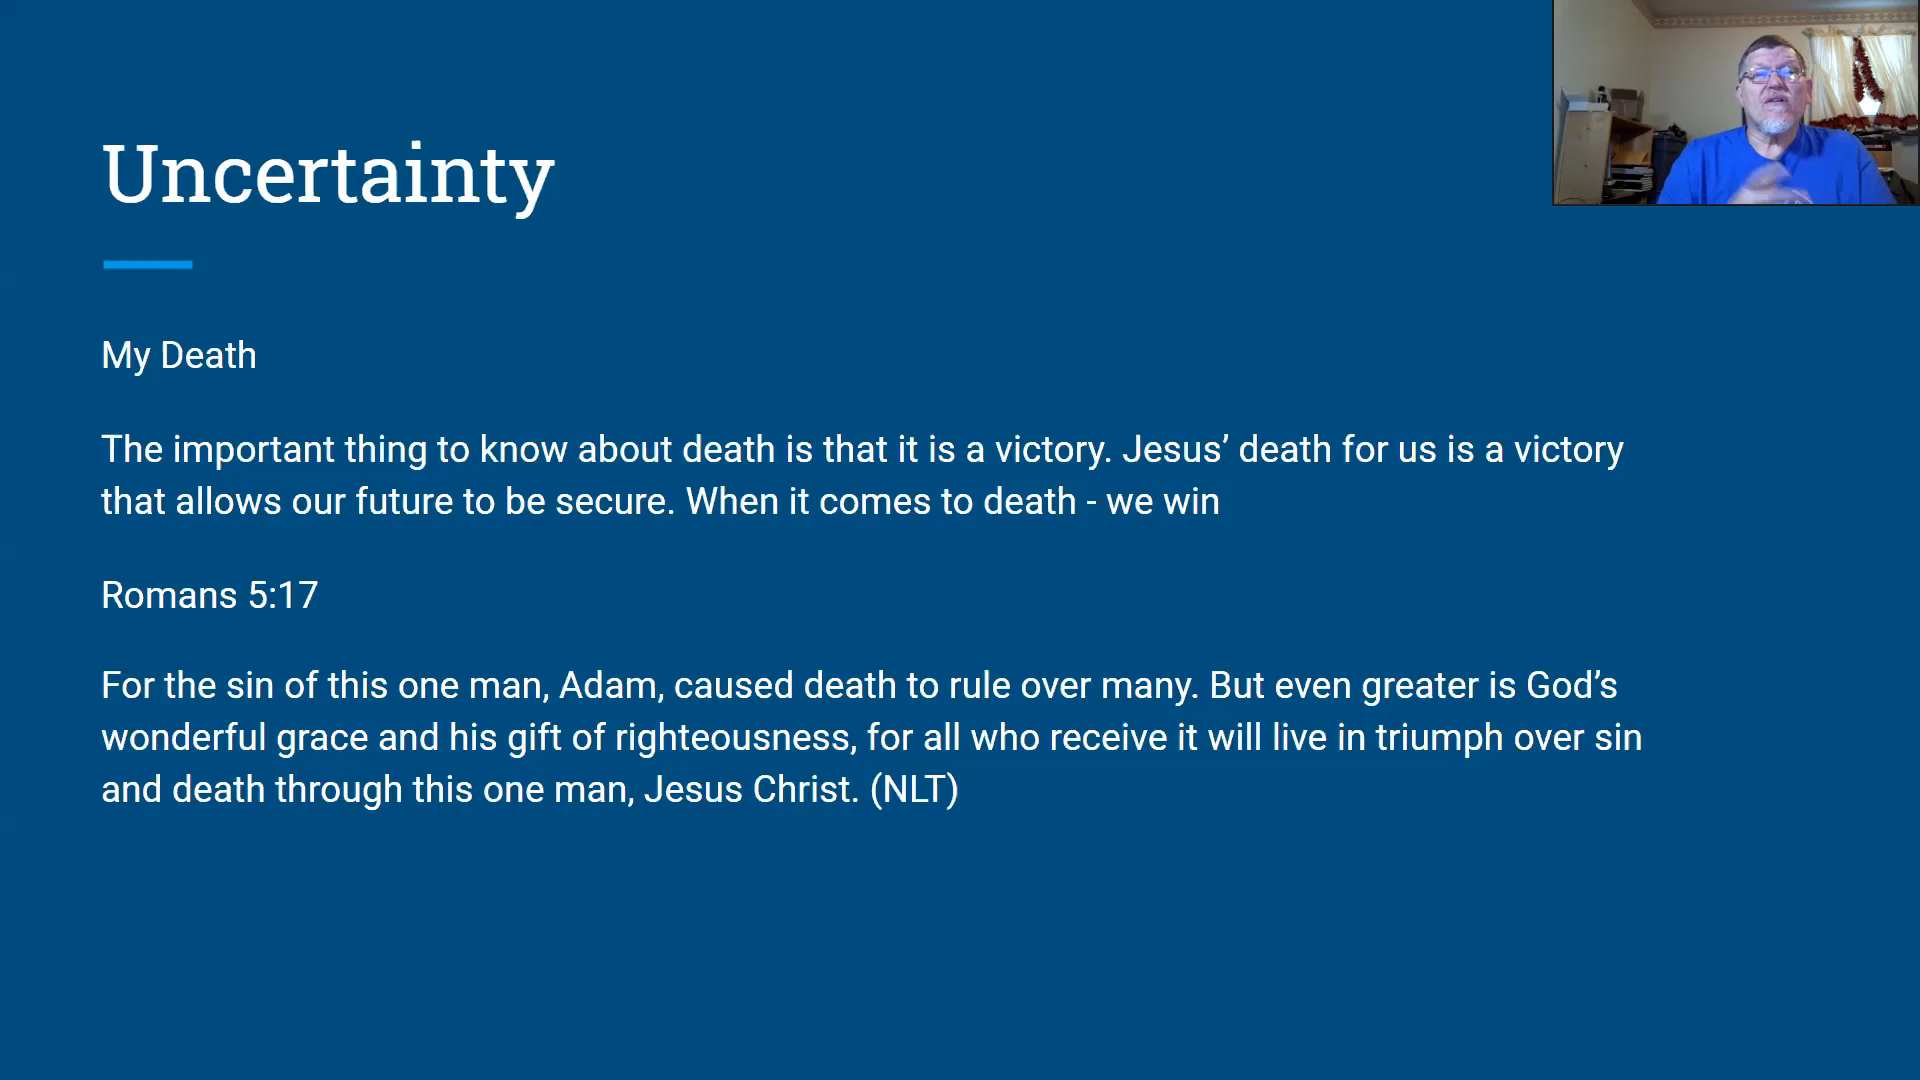 Uncertainty
My Death
The important thing to know about death is that it is a victory. Jesus’ death for us is a victory
that allows our future to be secure. When it comes to death - we win
Romans 5:17
For the sin of this one man, Adam, caused death to rule over many. But even greater is God’s
wonderful grace and his gift of righteousness, for all who receive it will live in triumph over sin
and death through this one man, Jesus Christ. (NLT)